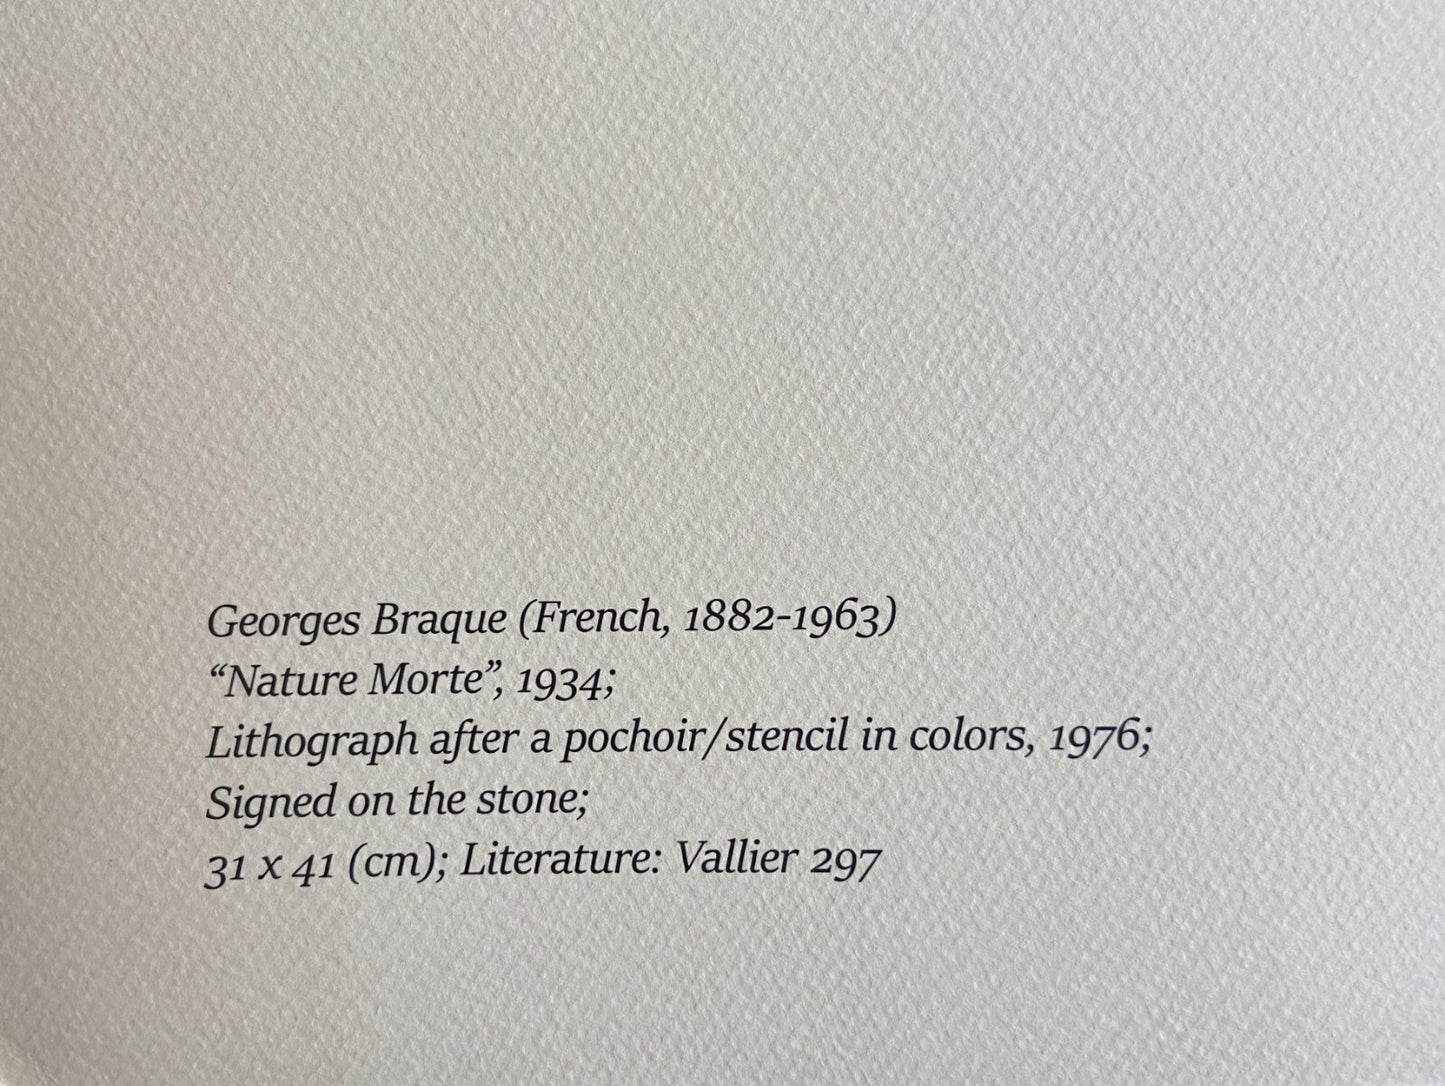 Georges Braque (French, 1882-1963)
“Nature Morte”, 1934;
Lithograph after a pochoir/stencil in colors, 1976;
Signed on the stone;
31 x 41 (cm); Literature: Vallier 297